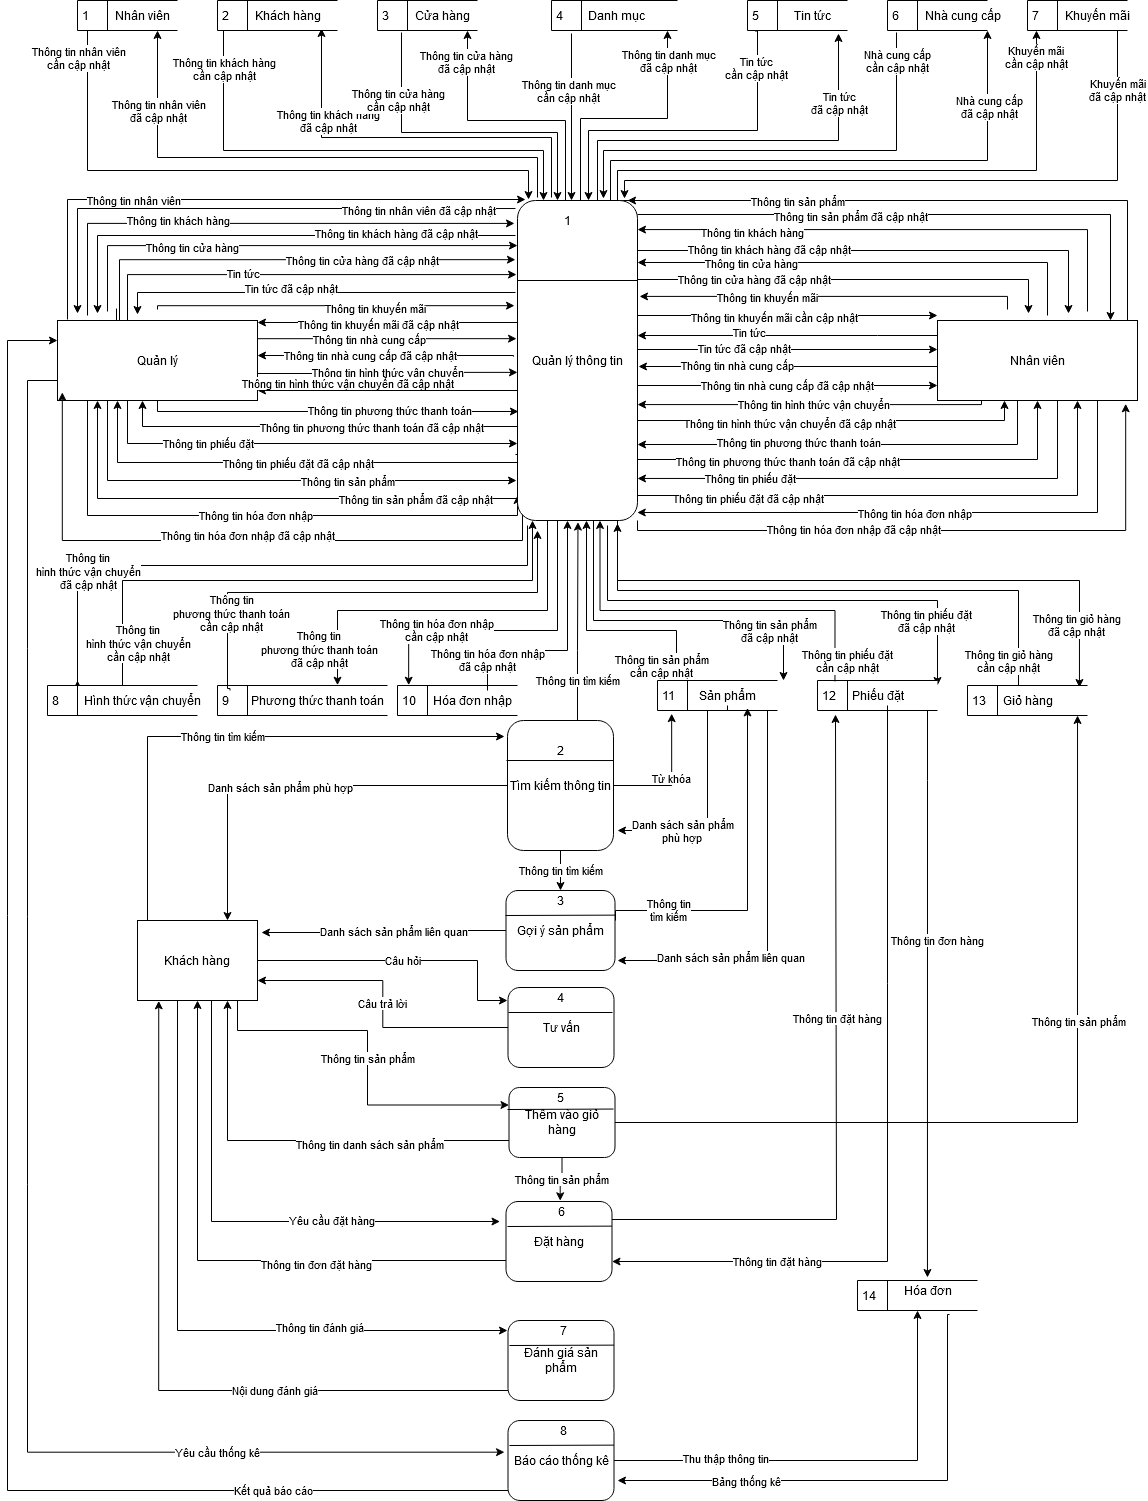 1 Nhân viên
2 Khách hàng
3 Cửa hàng
4 Danh mục
5 Tin tức
6 Nhà cung cấp
7 Khuyến mãi
Thông tin nhân viên
cần cập nhật
Thông tin nhân viên
đã cập nhật
Thông tin khách hàng
cần cập nhật
Thông tin khách hàng
đã cập nhật
Thông tin cửa hàng
cần cập nhật
Thông tin cửa hàng
đã cập nhật
Thông tin danh mục
cần cập nhật
Thông tin danh mục
đã cập nhật
Tin tức
cần cập nhật
Tin tức
đã cập nhật
Nhà cung cấp
cần cập nhật
Nhà cung cấp
đã cập nhật
Khuyến mãi
cần cập nhật
Khuyến mãi
đã cập nhật
Thông tin nhân viên
Thông tin nhân viên đã cập nhật
Thông tin khách hàng
Thông tin khách hàng đã cập nhật
Thông tin cửa hàng
Thông tin cửa hàng đã cập nhật
Tin tức
Tin tức đã cập nhật
Thông tin khuyến mãi
Thông tin khuyến mãi đã cập nhật
Thông tin nhà cung cấp
Thông tin nhà cung cấp đã cập nhật
Thông tin hình thức vận chuyển
Thông tin hình thức vận chuyển đã cập nhật
Thông tin phương thức thanh toán
Thông tin phương thức thanh toán đã cập nhật
Thông tin phiếu đặt
Thông tin phiếu đặt đã cập nhật
Thông tin sản phẩm
Thông tin sản phẩm đã cập nhật
Thông tin hóa đơn nhập
Thông tin hóa đơn nhập đã cập nhật
Quản lý
1
Quản lý thông tin
Nhân viên
Thông tin sản phẩm
Thông tin sản phẩm đã cập nhật
Thông tin khách hàng
Thông tin khách hàng đã cập nhật
Thông tin cửa hàng
Thông tin cửa hàng đã cập nhật
Thông tin khuyến mãi
Thông tin khuyến mãi cần cập nhật
Tin tức
Tin tức đã cập nhật
Thông tin nhà cung cấp
Thông tin nhà cung cấp đã cập nhật
Thông tin hình thức vận chuyển
Thông tin hình thức vận chuyển đã cập nhật
Thông tin phương thức thanh toán
Thông tin phương thức thanh toán đã cập nhật
Thông tin phiếu đặt
Thông tin phiếu đặt đã cập nhật
Thông tin hóa đơn nhập
Thông tin hóa đơn nhập đã cập nhật
Thông tin
hình thức vận chuyển
đã cập nhật
Thông tin
hình thức vận chuyển
cần cập nhật
Thông tin
phương thức thanh toán
cần cập nhật
Thông tin
phương thức thanh toán
đã cập nhật
Thông tin hóa đơn nhập
cần cập nhật
Thông tin hóa đơn nhập
đã cập nhật
Thông tin tìm kiếm
Thông tin sản phẩm
cần cập nhật
Thông tin sản phẩm
đã cập nhật
Thông tin phiếu đặt
cần cập nhật
Thông tin phiếu đặt
đã cập nhật
Thông tin giỏ hàng
cần cập nhật
Thông tin giỏ hàng
đã cập nhật
8 Hình thức vận chuyển
9 Phương thức thanh toán
10 Hóa đơn nhập
11 Sản phẩm
12 Phiếu đặt
13 Giỏ hàng
Thông tin tìm kiếm
2
Tìm kiếm thông tin
Từ khóa
Danh sách sản phẩm phù hợp
Danh sách sản phẩm
phù hợp
Thông tin tìm kiếm
3
Gợi ý sản phẩm
Thông tin
tìm kiếm
Danh sách sản phẩm liên quan
Danh sách sản phẩm liên quan
Khách hàng
Câu hỏi
Câu trả lời
4
Tư vấn
Thông tin đơn hàng
Thông tin đặt hàng
Thông tin sản phẩm
Thông tin sản phẩm
5
Thêm vào giỏ
hàng
Thông tin danh sách sản phẩm
Thông tin sản phẩm
6
Đặt hàng
Yêu cầu đặt hàng
Thông tin đơn đặt hàng
Thông tin đặt hàng
14 Hóa đơn
Thông tin đánh giá
7
Đánh giá sản
phẩm
Nội dung đánh giá
8
Báo cáo thống kê
Yêu cầu thống kê
Kết quả báo cáo
Thu thập thông tin
Bảng thống kê